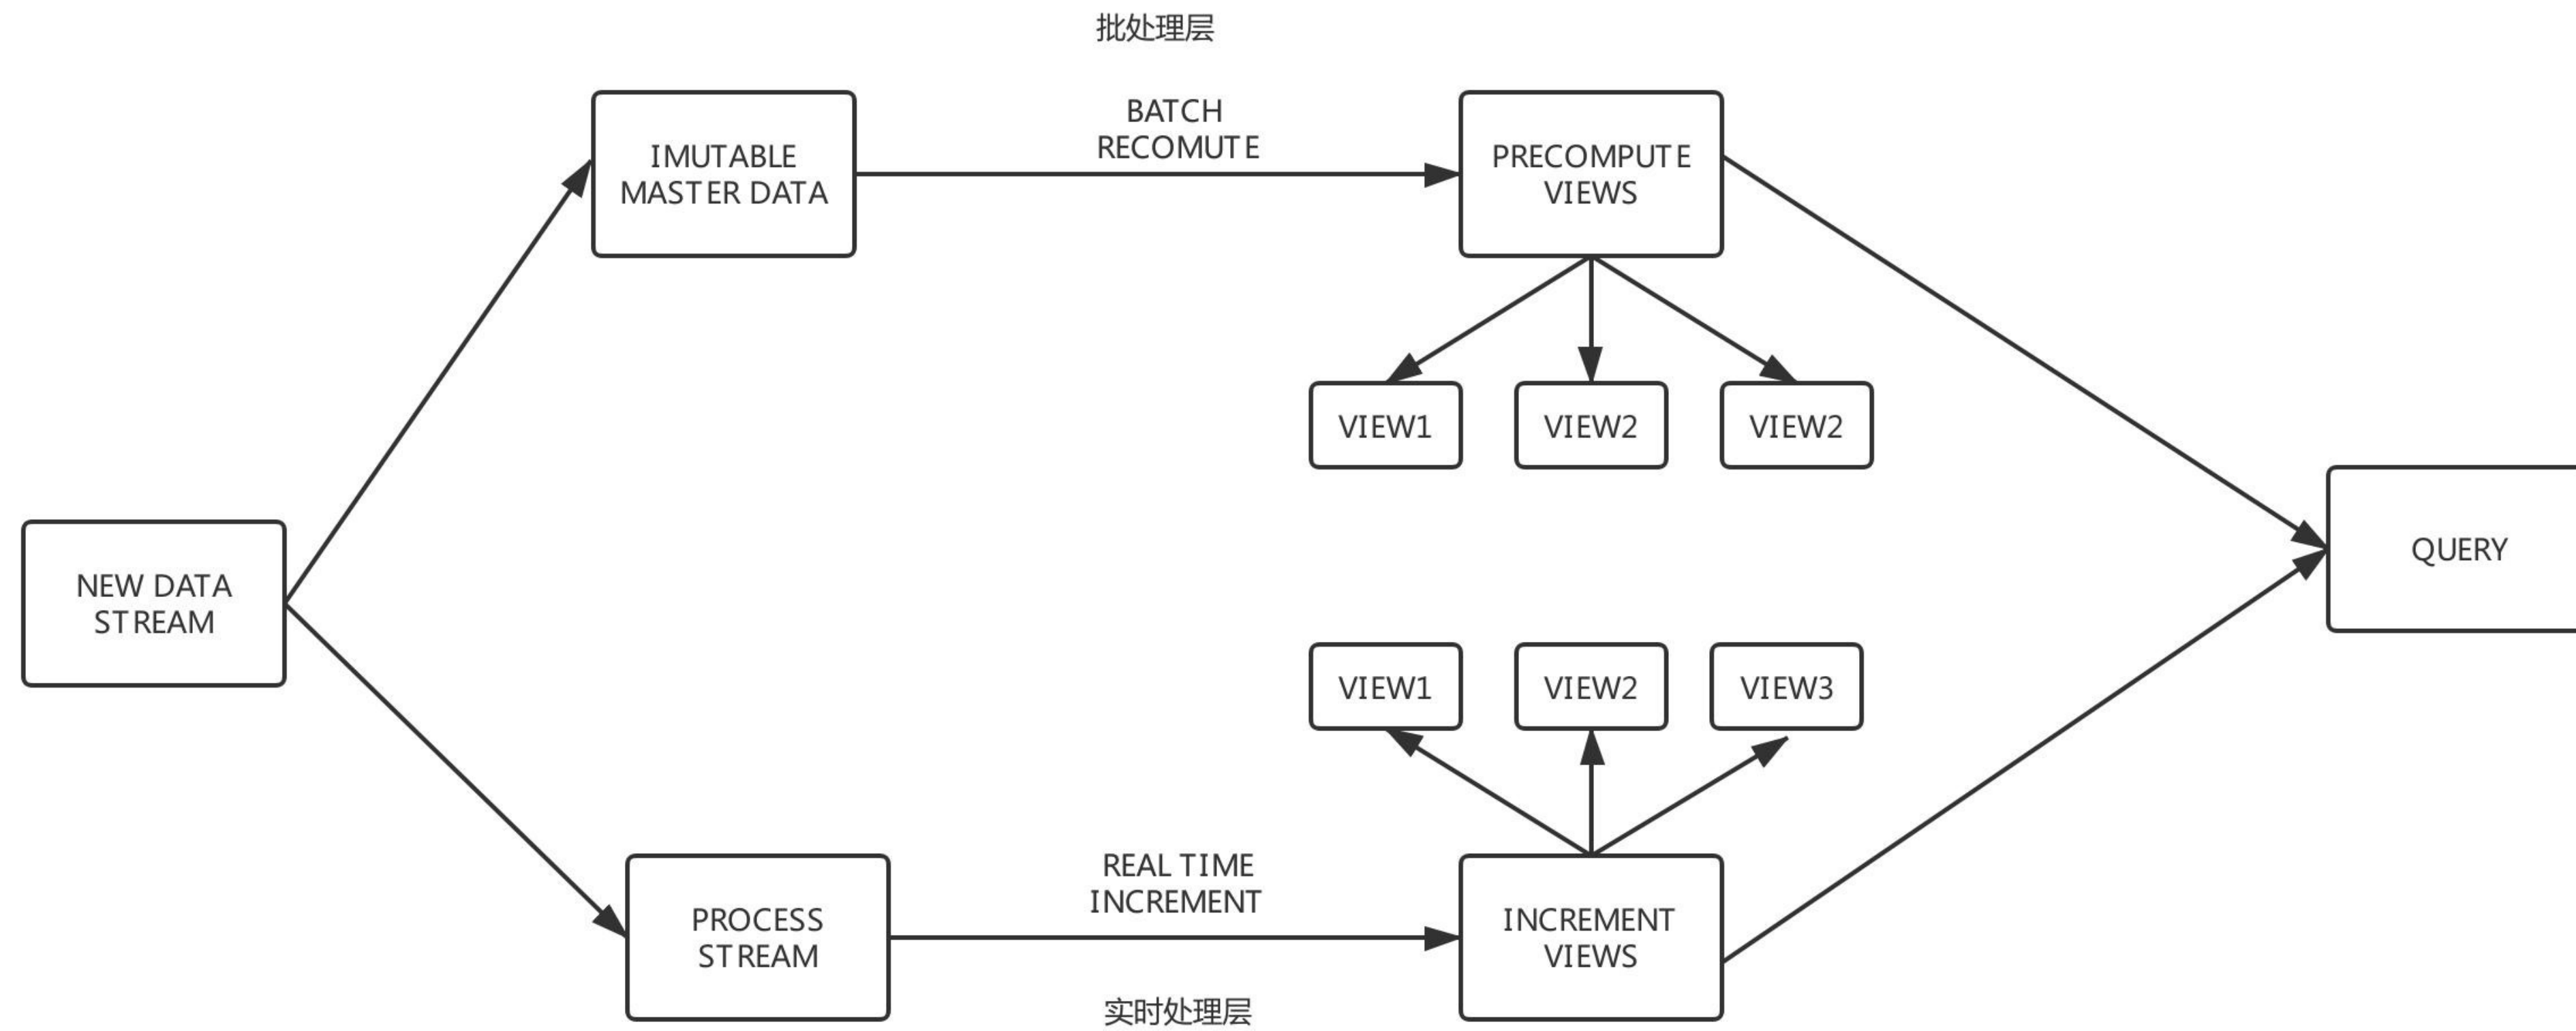 批处理层
BATCH
RECOMUTE
IMUTABLE
MASTER DATA
PRECOMPUTE
VIEWS
VIEW1
VIEW2
VIEW2
NEW DATA
STREAM
QUERY
VIEW1
VIEW2
VIEW3
REAL TIME
INCREMENT
PROCESS
STREAM
INCREMENT
VIEWS
实时处理层